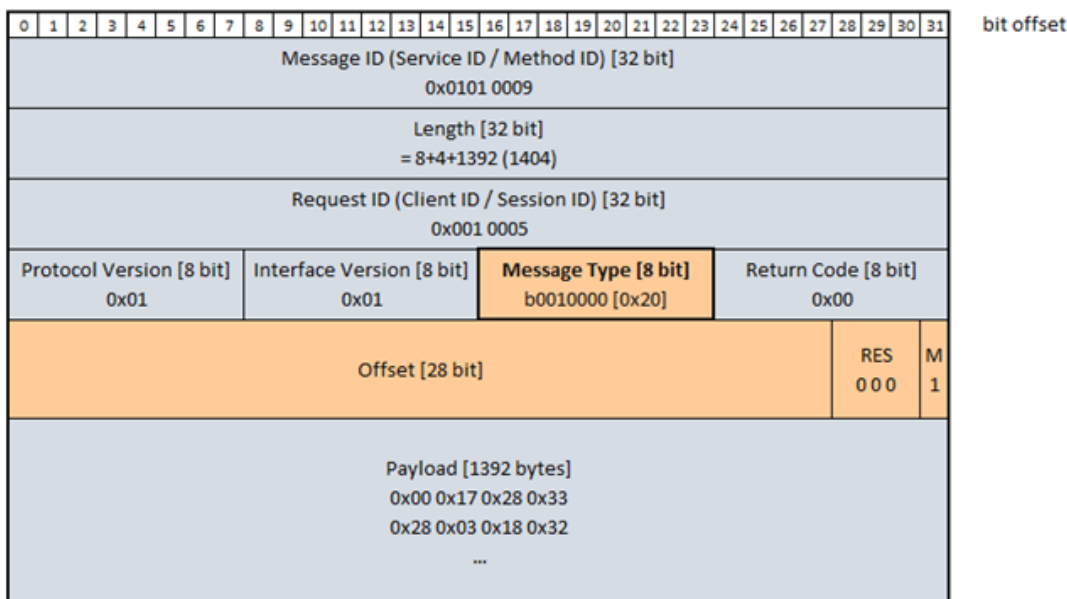 0 1 2 3 4 5 6 7 8 9 10 11 12 13 14 15 16 17 18 19 20 21 22 23 24 25 26 27 28 29 30 31 bit offset
Message ID (Service ID / Method ID) [32 bit]
0x0101 0009
Length [32 bit]
= 8+4+1392 (1404)
Request ID (Client ID / Session ID) [32 bit]
0x001 0005
Protocol Version [8 bit] Interface Version [8 bit] Message Type [8 bit] Return Code [8 bit]
0x01 0x01 b0010000 [0x20] 0x00
Offset [28 bit] RES M
0 0 0 1
Payload [1392 bytes]
0x00 0x17 0x28 0x33
0x28 0x03 0x18 0x32
...